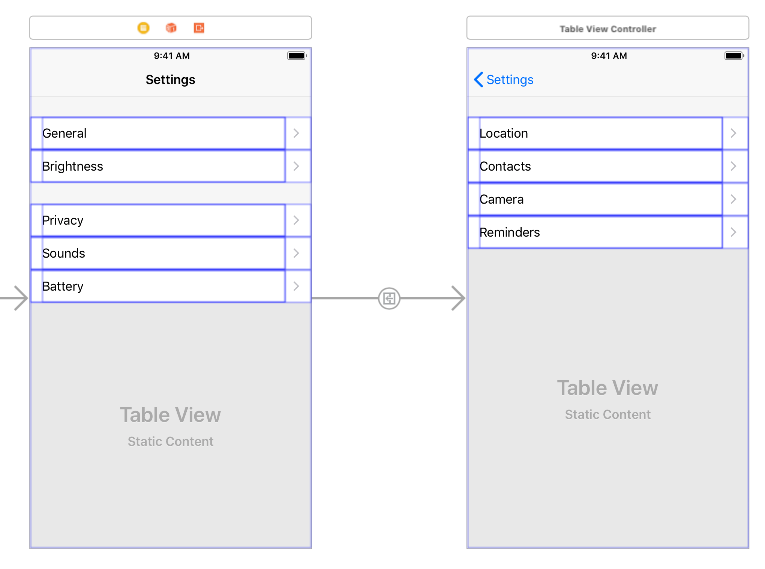 9:41 AM
Settings
General
Brightness
Privacy
Sounds
Battery
Table View
Static Content
Table View Controller
9:41 AM
Settings
Location
Contacts
Camera
Reminders
Table View
Static Content